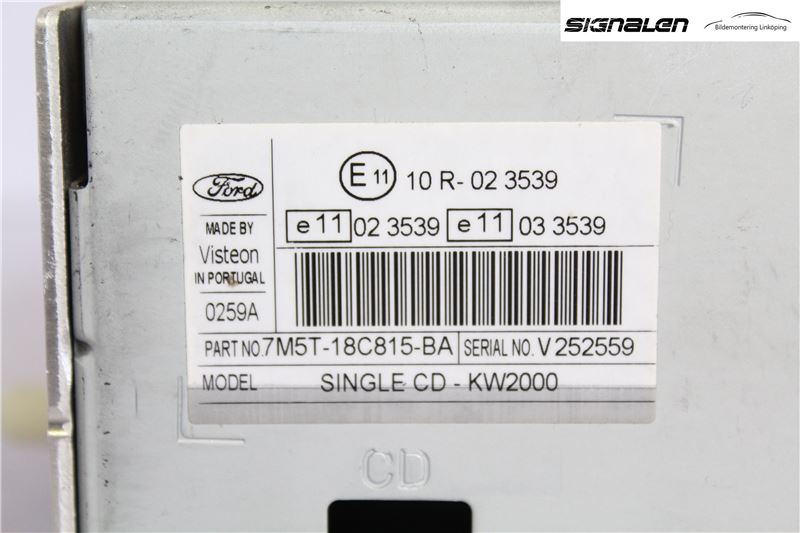 SIGNALEN
Bildemontering Linköping
Ford
E 11 10 R- 02 3539
MADE BY
Visteon
IN PORTUGAL
e 11 02 3539 e 11 03 3539
0259A
PART NO. 7M5T-18C815-BA SERIAL NO. V 252559
MODEL SINGLE CD - KW2000
CD